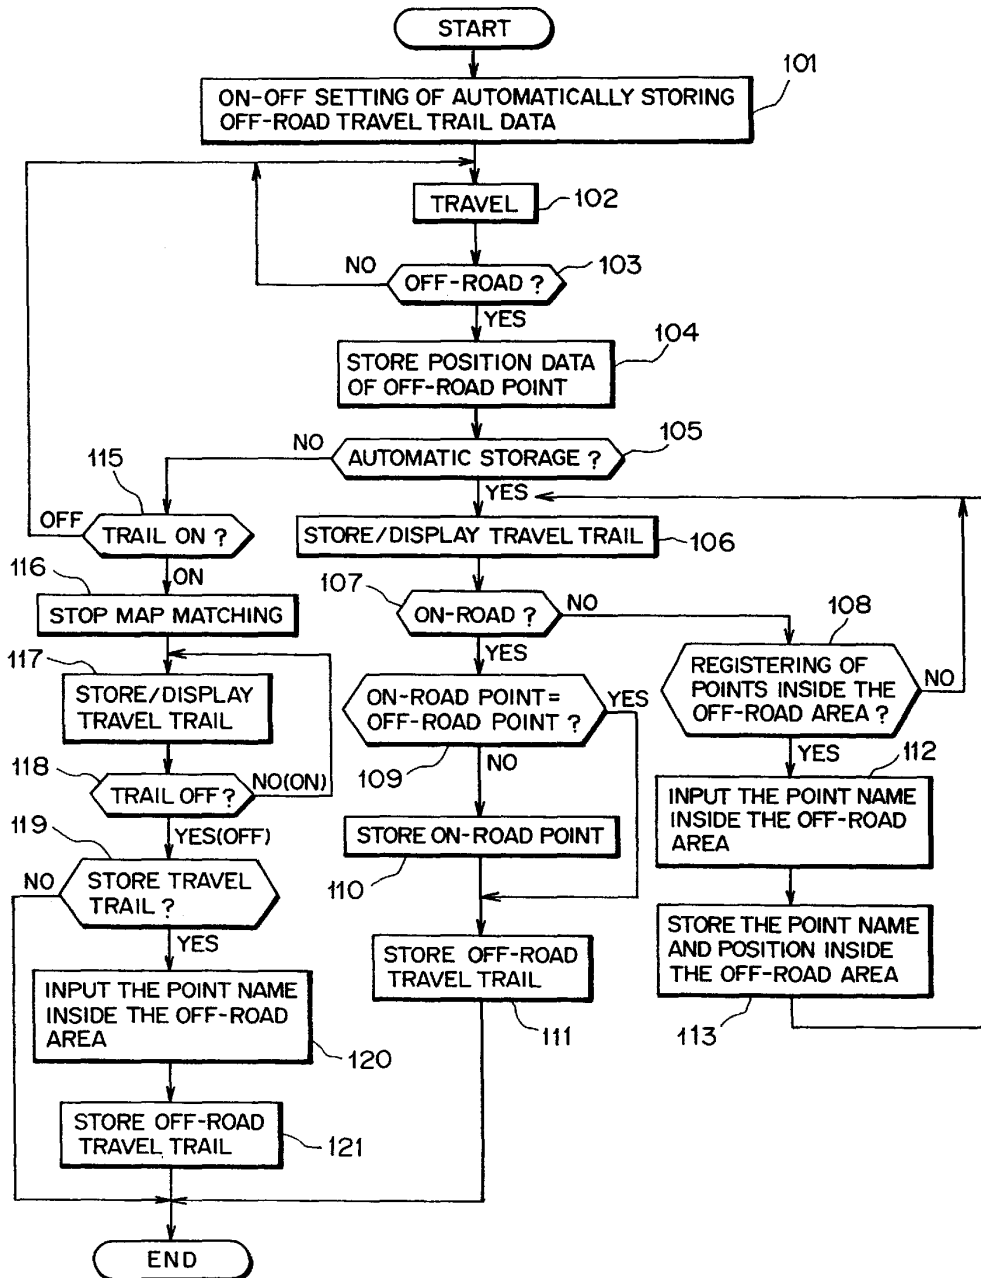 START
101
ON-OFF SETTING OF AUTOMATICALLY STORING
OFF-ROAD TRAVEL TRAIL DATA
TRAVEL
102
NO
OFF-ROAD ?
103
YES
104
STORE POSITION DATA
OF OFF-ROAD POINT
NO
AUTOMATIC STORAGE ?
105
YES
115
OFF
TRAIL ON ?
ON
116
STOP MAP MATCHING
117
STORE/DISPLAY
TRAVEL TRAIL
118
TRAIL OFF ?
NO(ON)
YES(OFF)
119
NO
STORE TRAVEL
TRAIL ?
YES
INPUT THE POINT NAME
INSIDE THE OFF-ROAD
AREA
120
STORE OFF-ROAD
TRAVEL TRAIL
121
STORE/DISPLAY TRAVEL TRAIL
106
107
ON-ROAD ?
NO
YES
ON-ROAD POINT =
OFF-ROAD POINT ?
YES
109
NO
STORE ON-ROAD POINT
110
STORE OFF-ROAD
TRAVEL TRAIL
111
108
REGISTERING OF
POINTS INSIDE THE
OFF-ROAD AREA ?
NO
YES
112
INPUT THE POINT NAME
INSIDE THE OFF-ROAD
AREA
STORE THE POINT NAME
AND POSITION INSIDE
THE OFF-ROAD AREA
113
END